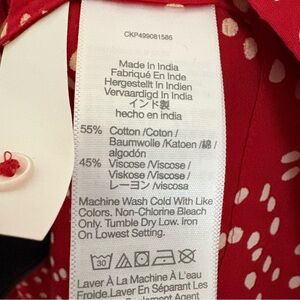 CKP499081586
Made In India
Fabriqué En Inde
Hergestellt In Indien
Vervaardigd In India
インド製
hecho en india
55% Cotton /Coton /
Baumwolle /Katoen /綿 /
algodón
45% Viscose /Viscose /
Viskose /Viscose /
レーヨン /viscosa
Machine Wash Cold With Like
Colors. Non-Chlorine Bleach
Only. Tumble Dry Low. Iron
On Lowest Setting.
30
Laver À La Machine À L'eau
Froide. Laver En Séparant Les
Agent